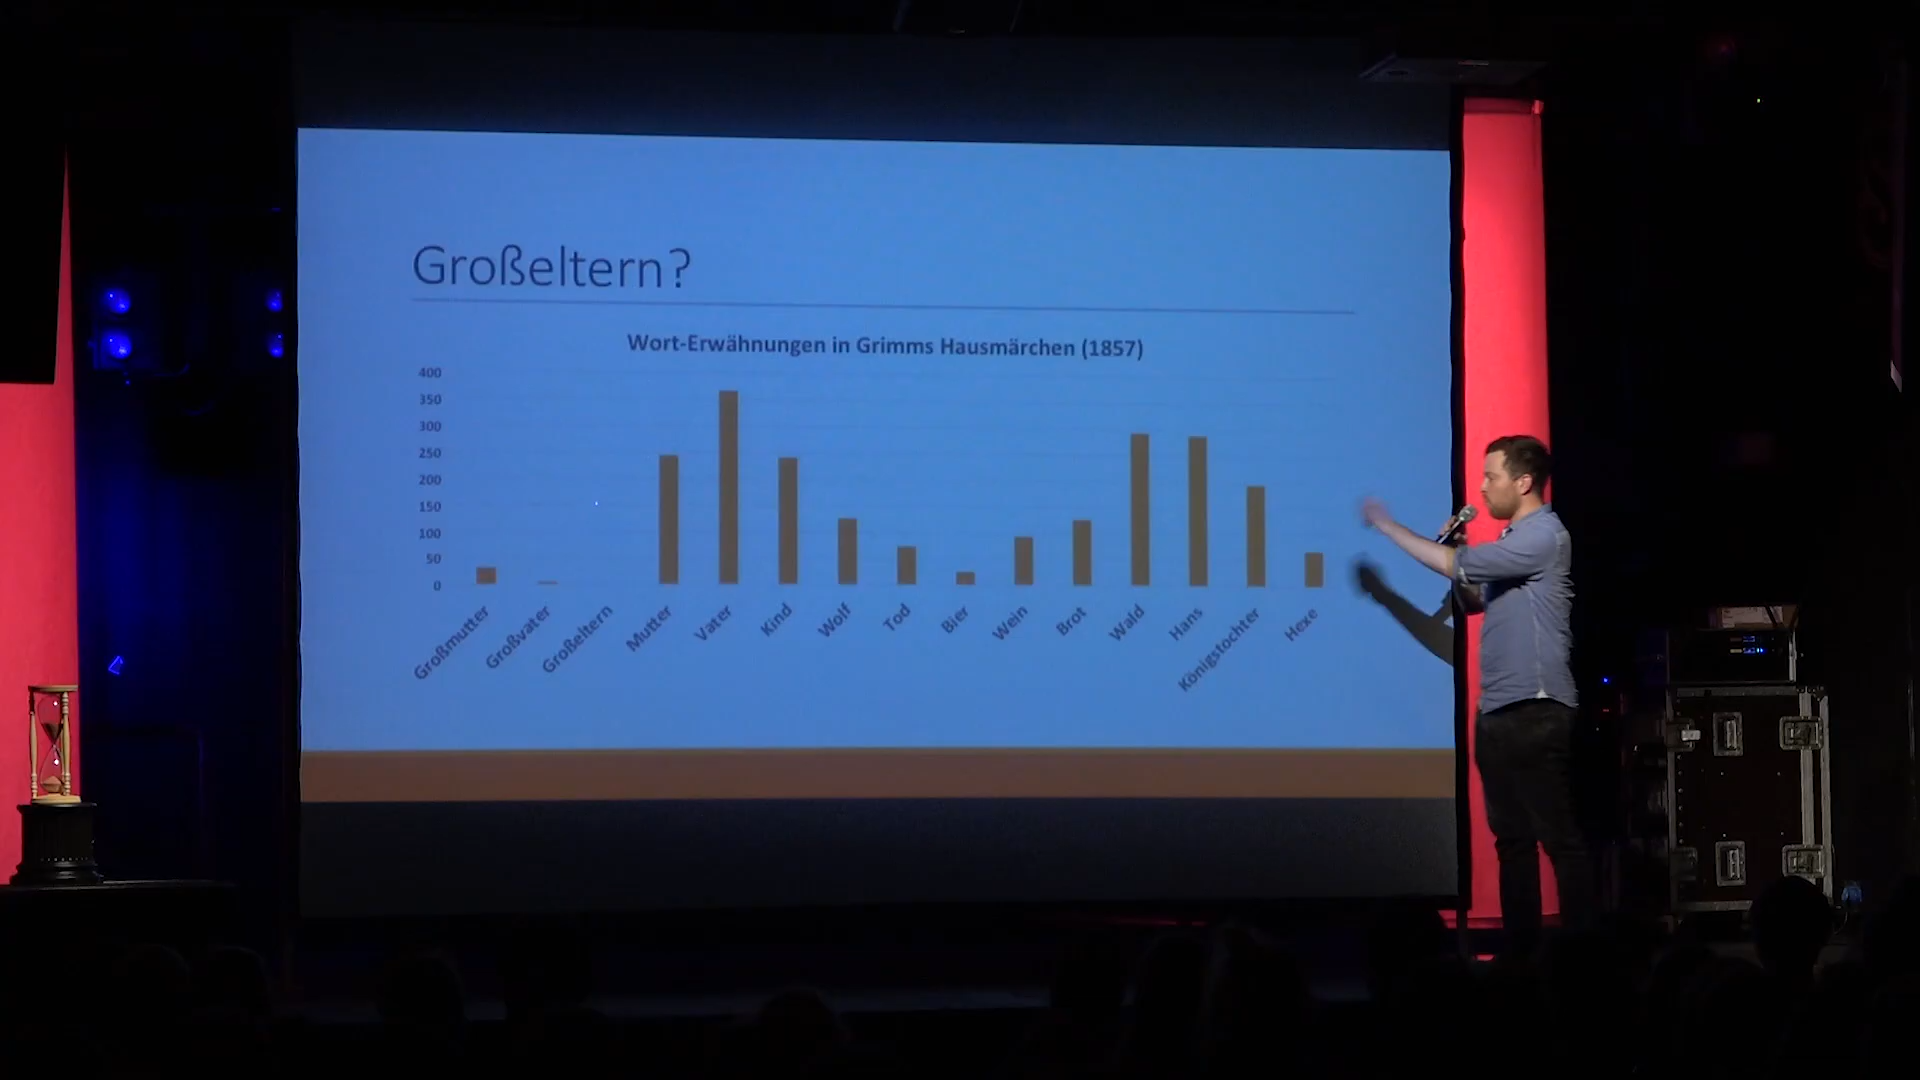 Großeltern?
Wort-Erwähnungen in Grimms Hausmärchen (1857)
400
350
300
250
200
150
100
50
0
Großmutter
Großvater
Großeltern
Mutter
Vater
Kind
Wolf
Tod
Bier
Wein
Brot
Wald
Hans
Königstochter
Hexe